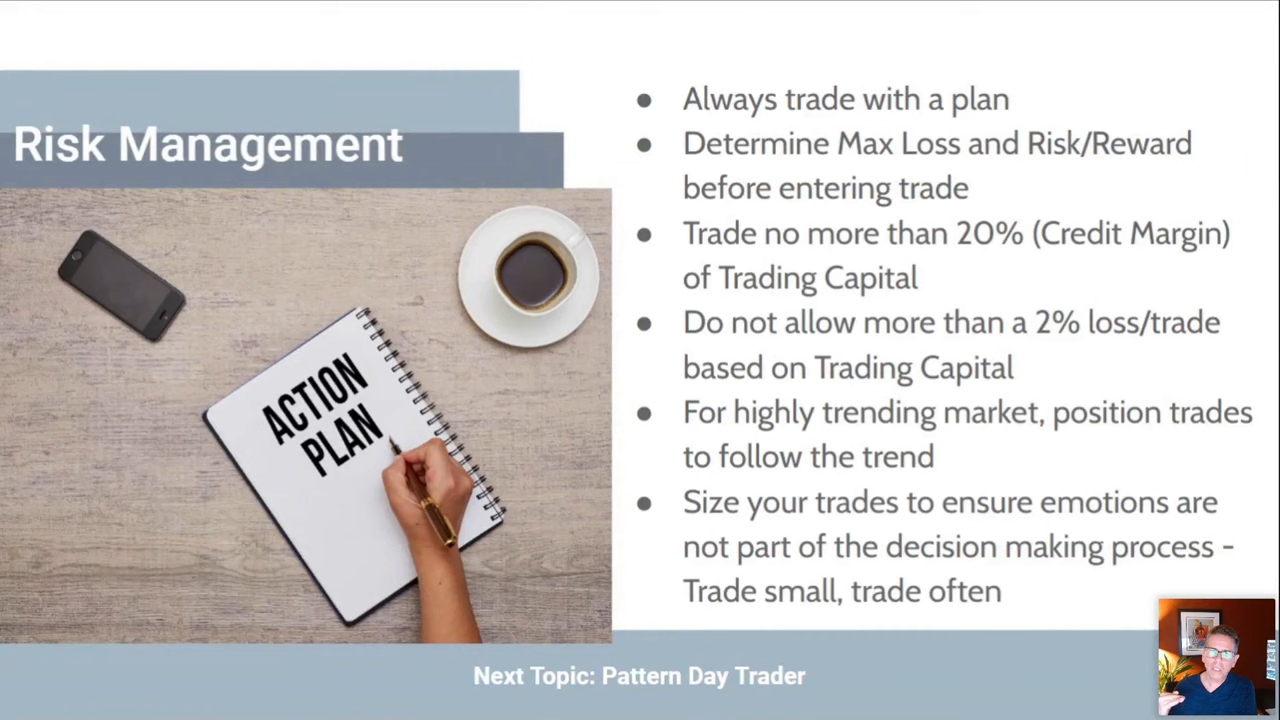 Risk Management
ACTION
PLAN
● Always trade with a plan
● Determine Max Loss and Risk/Reward
before entering trade
● Trade no more than 20% (Credit Margin)
of Trading Capital
● Do not allow more than a 2% loss/trade
based on Trading Capital
● For highly trending market, position trades
to follow the trend
● Size your trades to ensure emotions are
not part of the decision making process -
Trade small, trade often
Next Topic: Pattern Day Trader